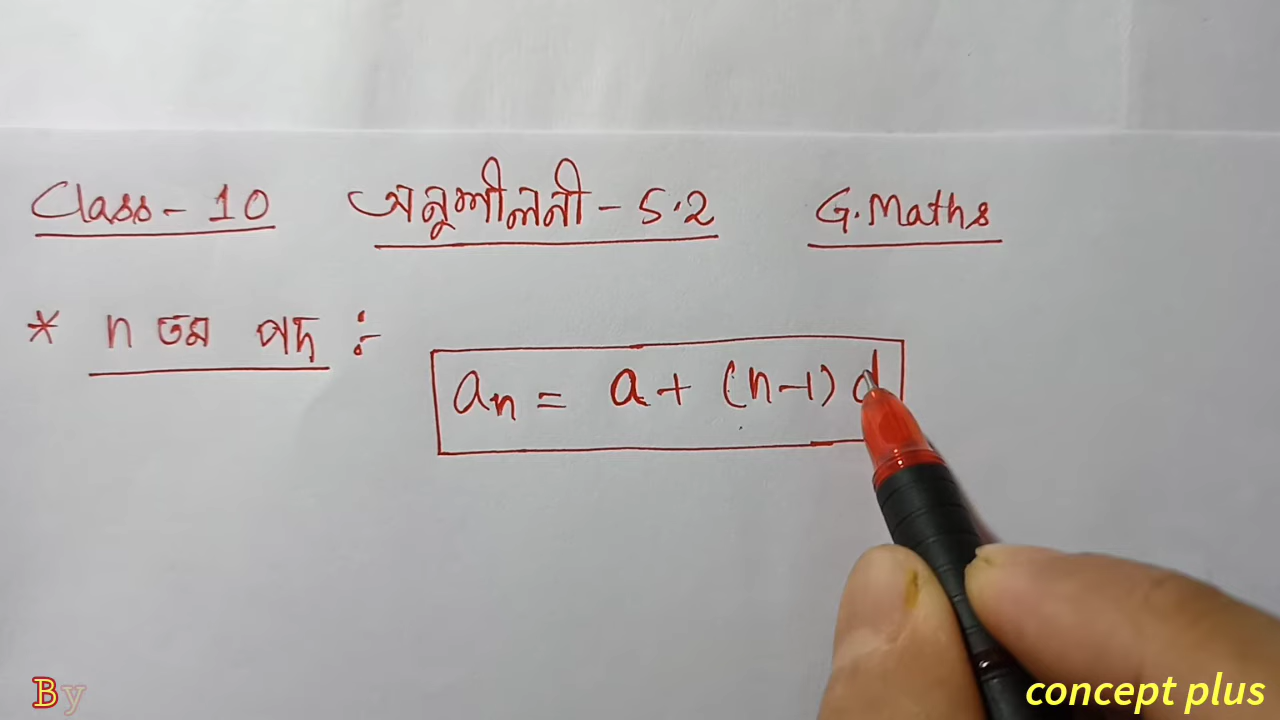 Class - 10 অনুশীলনী - 5.2 G.Maths
* n তম পদ :-
aₙ = a + (n-1) d
By
concept plus